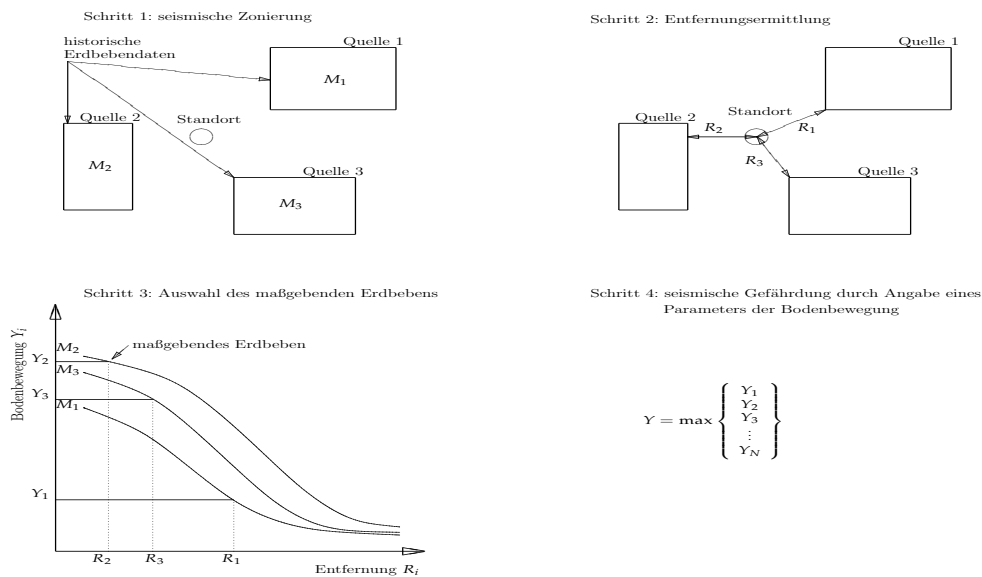 Schritt 1: seismische Zonierung
historische
Erdbebendaten
Quelle 1
M₁
Quelle 2
Standort
M₂
Quelle 3
M₃
Schritt 2: Entfernungsermittlung
Quelle 1
Standort
Quelle 2
R₂
R₁
R₃
Quelle 3
Schritt 3: Auswahl des maßgebenden Erdbebens
Bodenbewegung Yᵢ
maßgebendes Erdbeben
M₂
Y₂
M₃
Y₃
M₁
Y₁
R₂ R₃ R₁
Entfernung Rᵢ
Schritt 4: seismische Gefährdung durch Angabe eines
Parameters der Bodenbewegung
Y = max { Y₁ Y₂ Y₃ ⋮ Y_N }